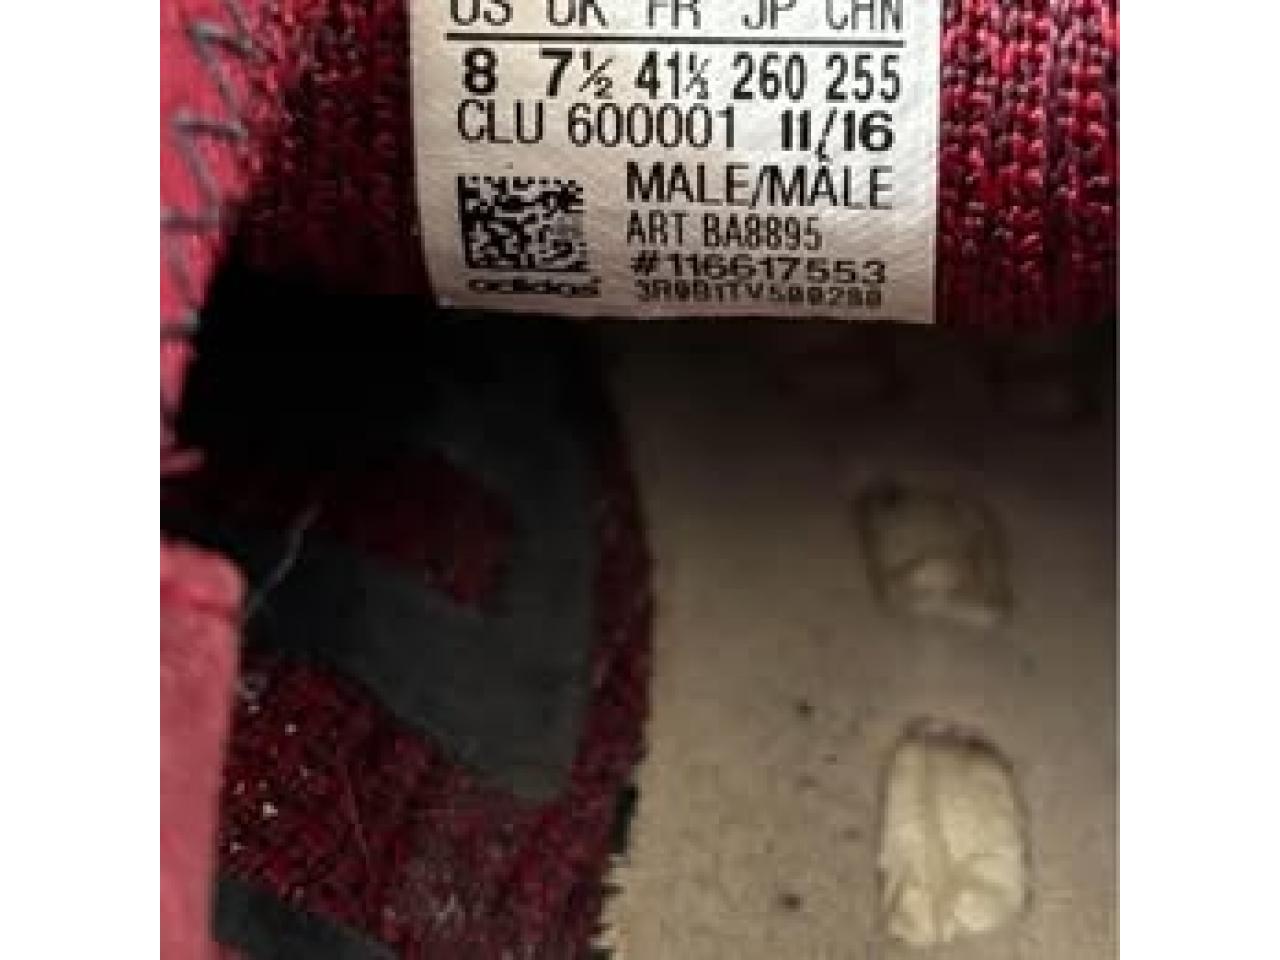 US UK FR JP CHN
8 7½ 41⅓ 260 255
CLU 600001 11/16
MALE/MÂLE
ART BA8895
#116617553
adidas